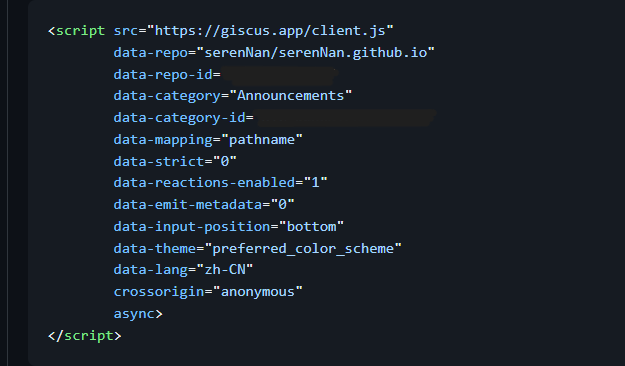 <script src="https://giscus.app/client.js"
data-repo="serenNan/serenNan.github.io"
data-repo-id=
data-category="Announcements"
data-category-id=
data-mapping="pathname"
data-strict="0"
data-reactions-enabled="1"
data-emit-metadata="0"
data-input-position="bottom"
data-theme="preferred_color_scheme"
data-lang="zh-CN"
crossorigin="anonymous"
async>
</script>